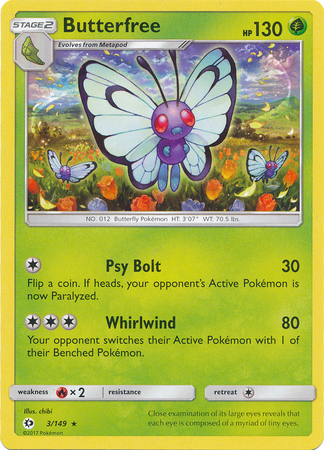 STAGE2 Butterfree HP 130
Evolves from Metapod
NO. 012 Butterfly Pokémon HT: 3'07" WT: 70.5 lbs
Psy Bolt 30
Flip a coin. If heads, your opponent's Active Pokémon is
now Paralyzed.
Whirlwind 80
Your opponent switches their Active Pokémon with 1 of
their Benched Pokémon.
weakness × 2 resistance retreat
Illus. chibi
3/149 ★
©2017 Pokémon
Close examination of its large eyes reveals that
each eye is composed of a myriad of tiny eyes.